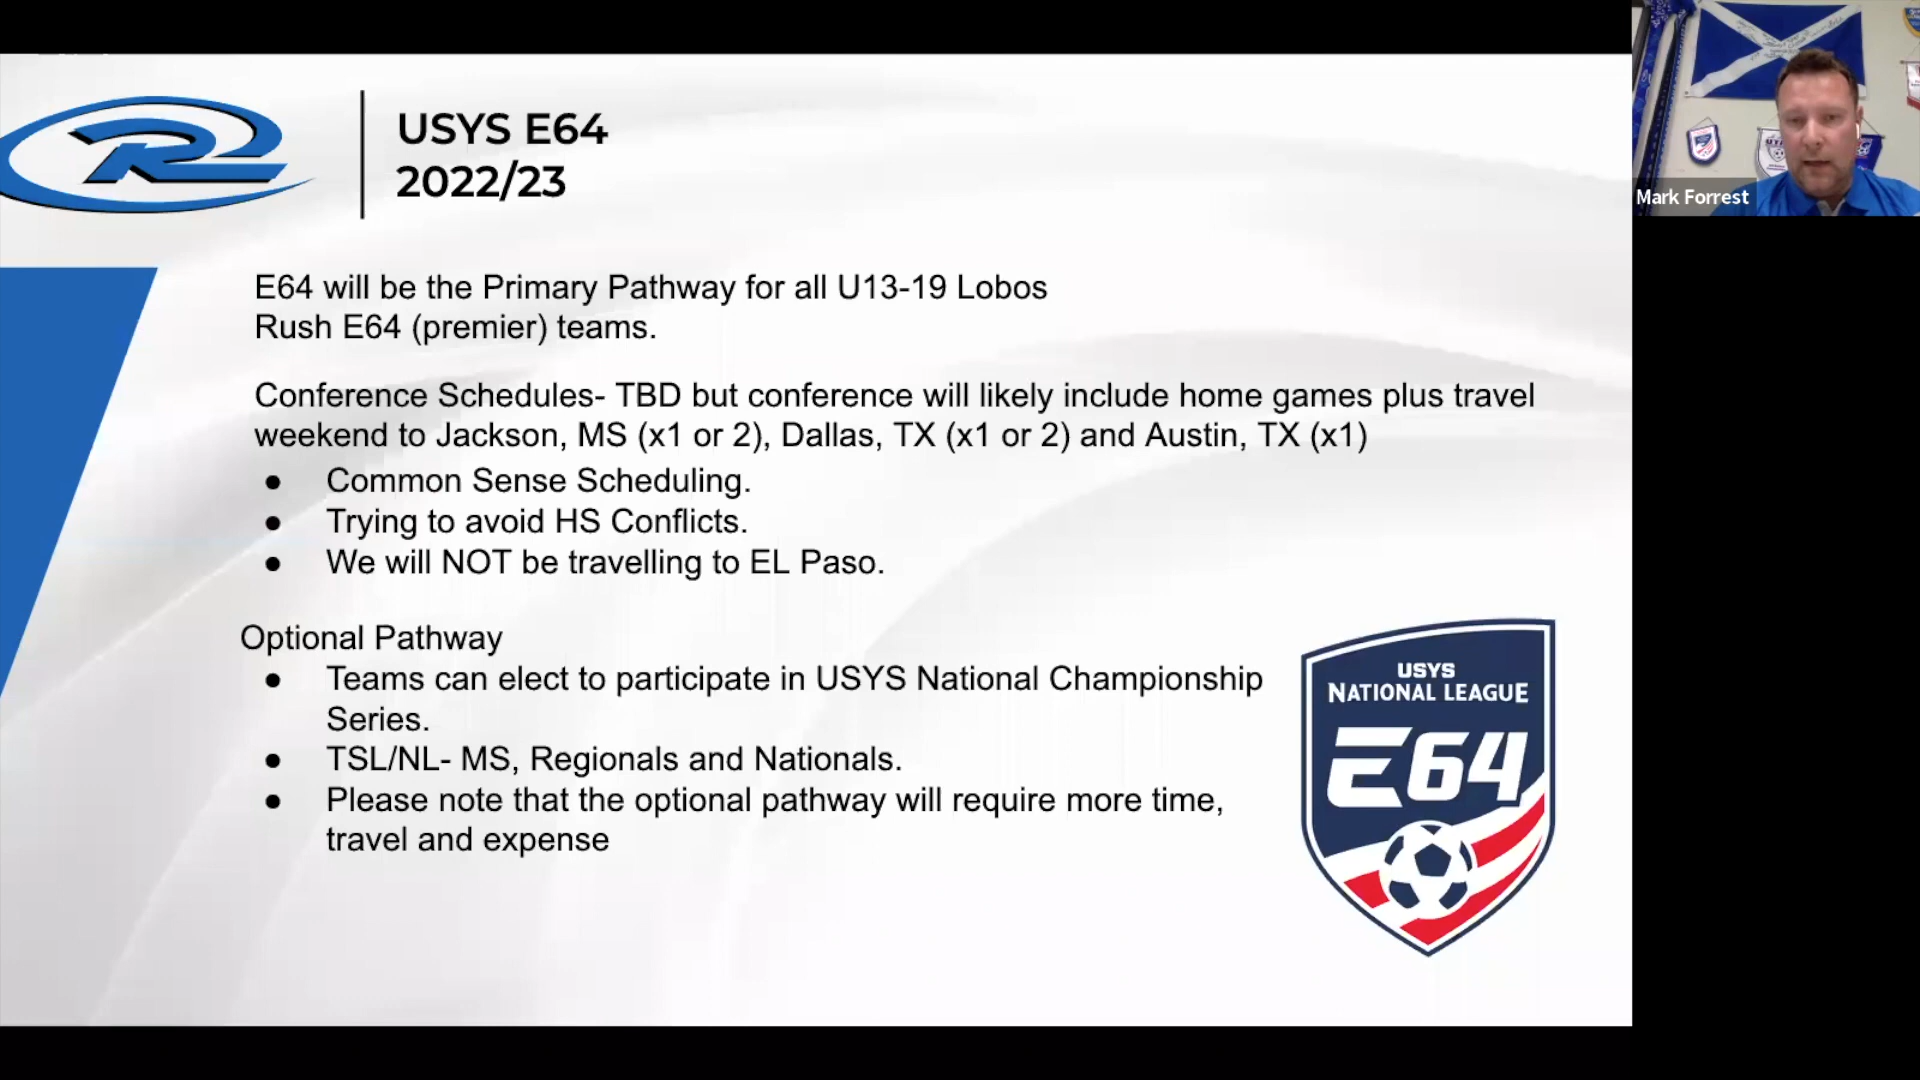 USYS E64
2022/23
Mark Forrest
E64 will be the Primary Pathway for all U13-19 Lobos
Rush E64 (premier) teams.
Conference Schedules- TBD but conference will likely include home games plus travel
weekend to Jackson, MS (x1 or 2), Dallas, TX (x1 or 2) and Austin, TX (x1)
● Common Sense Scheduling.
● Trying to avoid HS Conflicts.
● We will NOT be travelling to EL Paso.
Optional Pathway
● Teams can elect to participate in USYS National Championship
Series.
● TSL/NL- MS, Regionals and Nationals.
● Please note that the optional pathway will require more time,
travel and expense
USYS
NATIONAL LEAGUE
E64